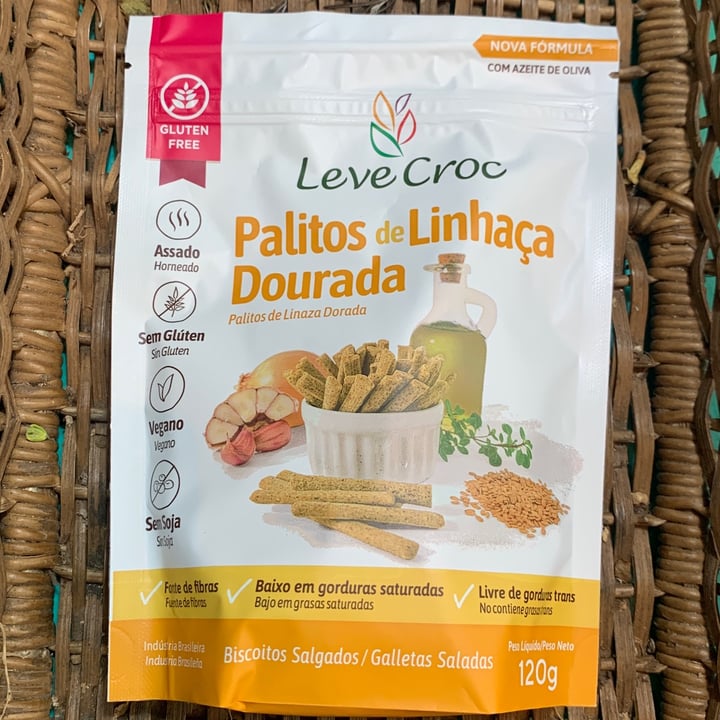 NOVA FÓRMULA
COM AZEITE DE OLIVA
GLUTEN
FREE
Leve Croc
Palitos de Linhaça
Dourada
Palitos de Linaza Dorada
Assado
Horneado
Sem Glúten
Sin Gluten
Vegano
Vegano
Sem Soja
Sin Soja
Fonte de fibras
Fuente de fibras
Baixo em gorduras saturadas
Bajo em grasas saturadas
Livre de gorduras trans
No contiene grasas trans
Indústria Brasileira
Industria Brasileña
Biscoitos Salgados / Galletas Saladas
Peso Líquido/Peso Neto
120g